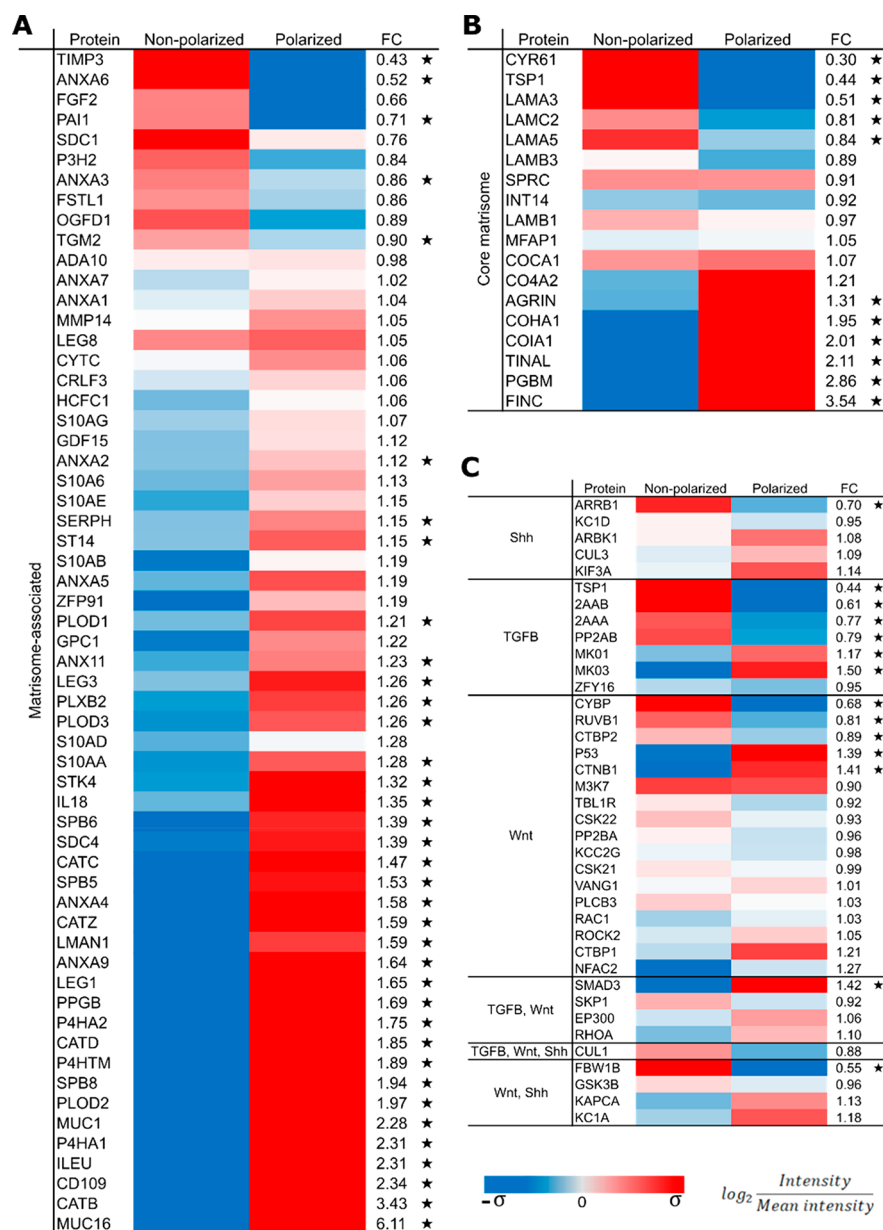 A
Protein Non-polarized Polarized FC
Matrisome-associated
TIMP3 0.43 ★
ANXA6 0.52 ★
FGF2 0.66
PAI1 0.71 ★
SDC1 0.76
P3H2 0.84
ANXA3 0.86 ★
FSTL1 0.86
OGFD1 0.89
TGM2 0.90 ★
ADA10 0.98
ANXA7 1.02
ANXA1 1.04
MMP14 1.05
LEG8 1.05
CYTC 1.06
CRLF3 1.06
HCFC1 1.06
S10AG 1.07
GDF15 1.12
ANXA2 1.12 ★
S10A6 1.13
S10AE 1.15
SERPH 1.15 ★
ST14 1.15 ★
S10AB 1.19
ANXA5 1.19
ZFP91 1.19
PLOD1 1.21 ★
GPC1 1.22
ANX11 1.23 ★
LEG3 1.26 ★
PLXB2 1.26 ★
PLOD3 1.26 ★
S10AD 1.28
S10AA 1.28 ★
STK4 1.32 ★
IL18 1.35 ★
SPB6 1.39 ★
SDC4 1.39 ★
CATC 1.47 ★
SPB5 1.53 ★
ANXA4 1.58 ★
CATZ 1.59 ★
LMAN1 1.59 ★
ANXA9 1.64 ★
LEG1 1.65 ★
PPGB 1.69 ★
P4HA2 1.75 ★
CATD 1.85 ★
P4HTM 1.89 ★
SPB8 1.94 ★
PLOD2 1.97 ★
MUC1 2.28 ★
P4HA1 2.31 ★
ILEU 2.31 ★
CD109 2.34 ★
CATB 3.43 ★
MUC16 6.11 ★
B
Protein Non-polarized Polarized FC
Core matrisome
CYR61 0.30 ★
TSP1 0.44 ★
LAMA3 0.51 ★
LAMC2 0.81 ★
LAMA5 0.84 ★
LAMB3 0.89
SPRC 0.91
INT14 0.92
LAMB1 0.97
MFAP1 1.05
COCA1 1.07
CO4A2 1.21
AGRIN 1.31 ★
COHA1 1.95 ★
COIA1 2.01 ★
TINAL 2.11 ★
PGBM 2.86 ★
FINC 3.54 ★
C
Protein Non-polarized Polarized FC
Shh
ARRB1 0.70 ★
KC1D 0.95
ARBK1 1.08
CUL3 1.09
KIF3A 1.14
TGFB
TSP1 0.44 ★
2AAB 0.61 ★
2AAA 0.77 ★
PP2AB 0.79 ★
MK01 1.17 ★
MK03 1.50 ★
ZFY16 0.95
Wnt
CYBP 0.68 ★
RUVB1 0.81 ★
CTBP2 0.89 ★
P53 1.39 ★
CTNB1 1.41 ★
M3K7 0.90
TBL1R 0.92
CSK22 0.93
PP2BA 0.96
KCC2G 0.98
CSK21 0.99
VANG1 1.01
PLCB3 1.03
RAC1 1.03
ROCK2 1.05
CTBP1 1.21
NFAC2 1.27
TGFB, Wnt
SMAD3 1.42 ★
SKP1 0.92
EP300 1.06
RHOA 1.10
TGFB, Wnt, Shh CUL1 0.88
Wnt, Shh
FBW1B 0.55 ★
GSK3B 0.96
KAPCA 1.13
KC1A 1.18
-σ 0 σ
log₂ Intensity / Mean intensity